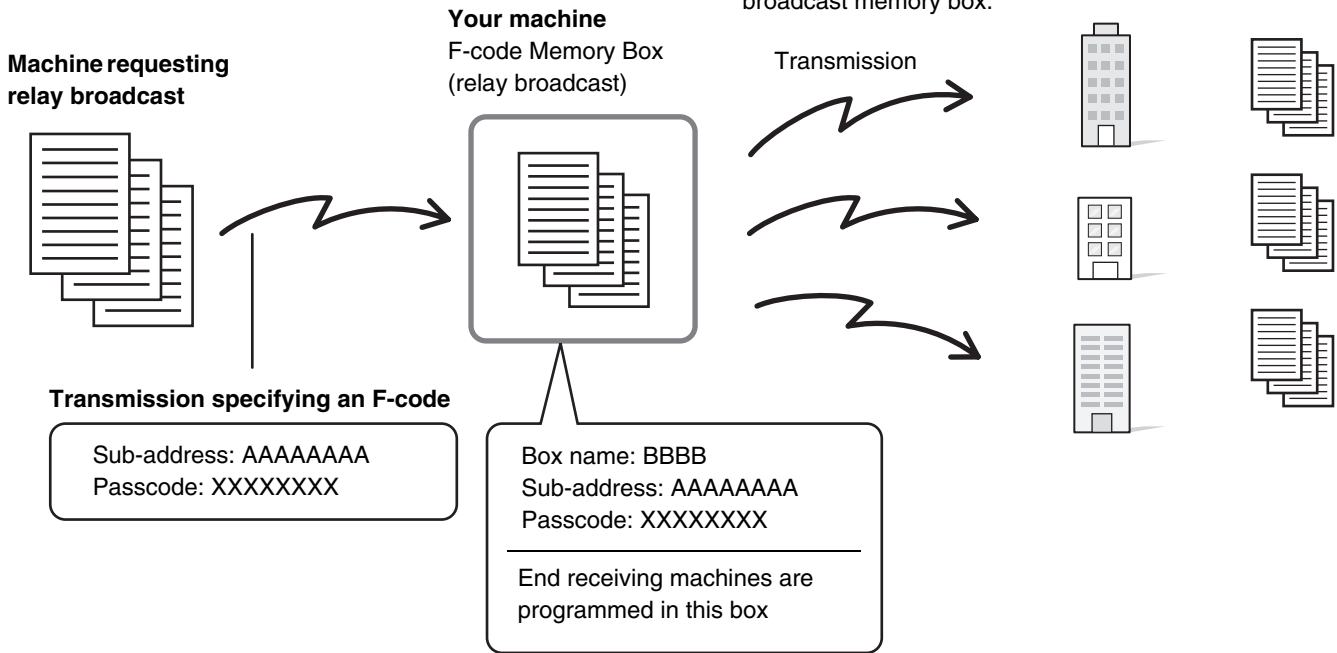 broadcast memory box.
Your machine
F-code Memory Box
(relay broadcast)
Machine requesting
relay broadcast
Transmission
Transmission specifying an F-code
Sub-address: AAAAAAAA
Passcode: XXXXXXXX
Box name: BBBB
Sub-address: AAAAAAAA
Passcode: XXXXXXXX
End receiving machines are
programmed in this box